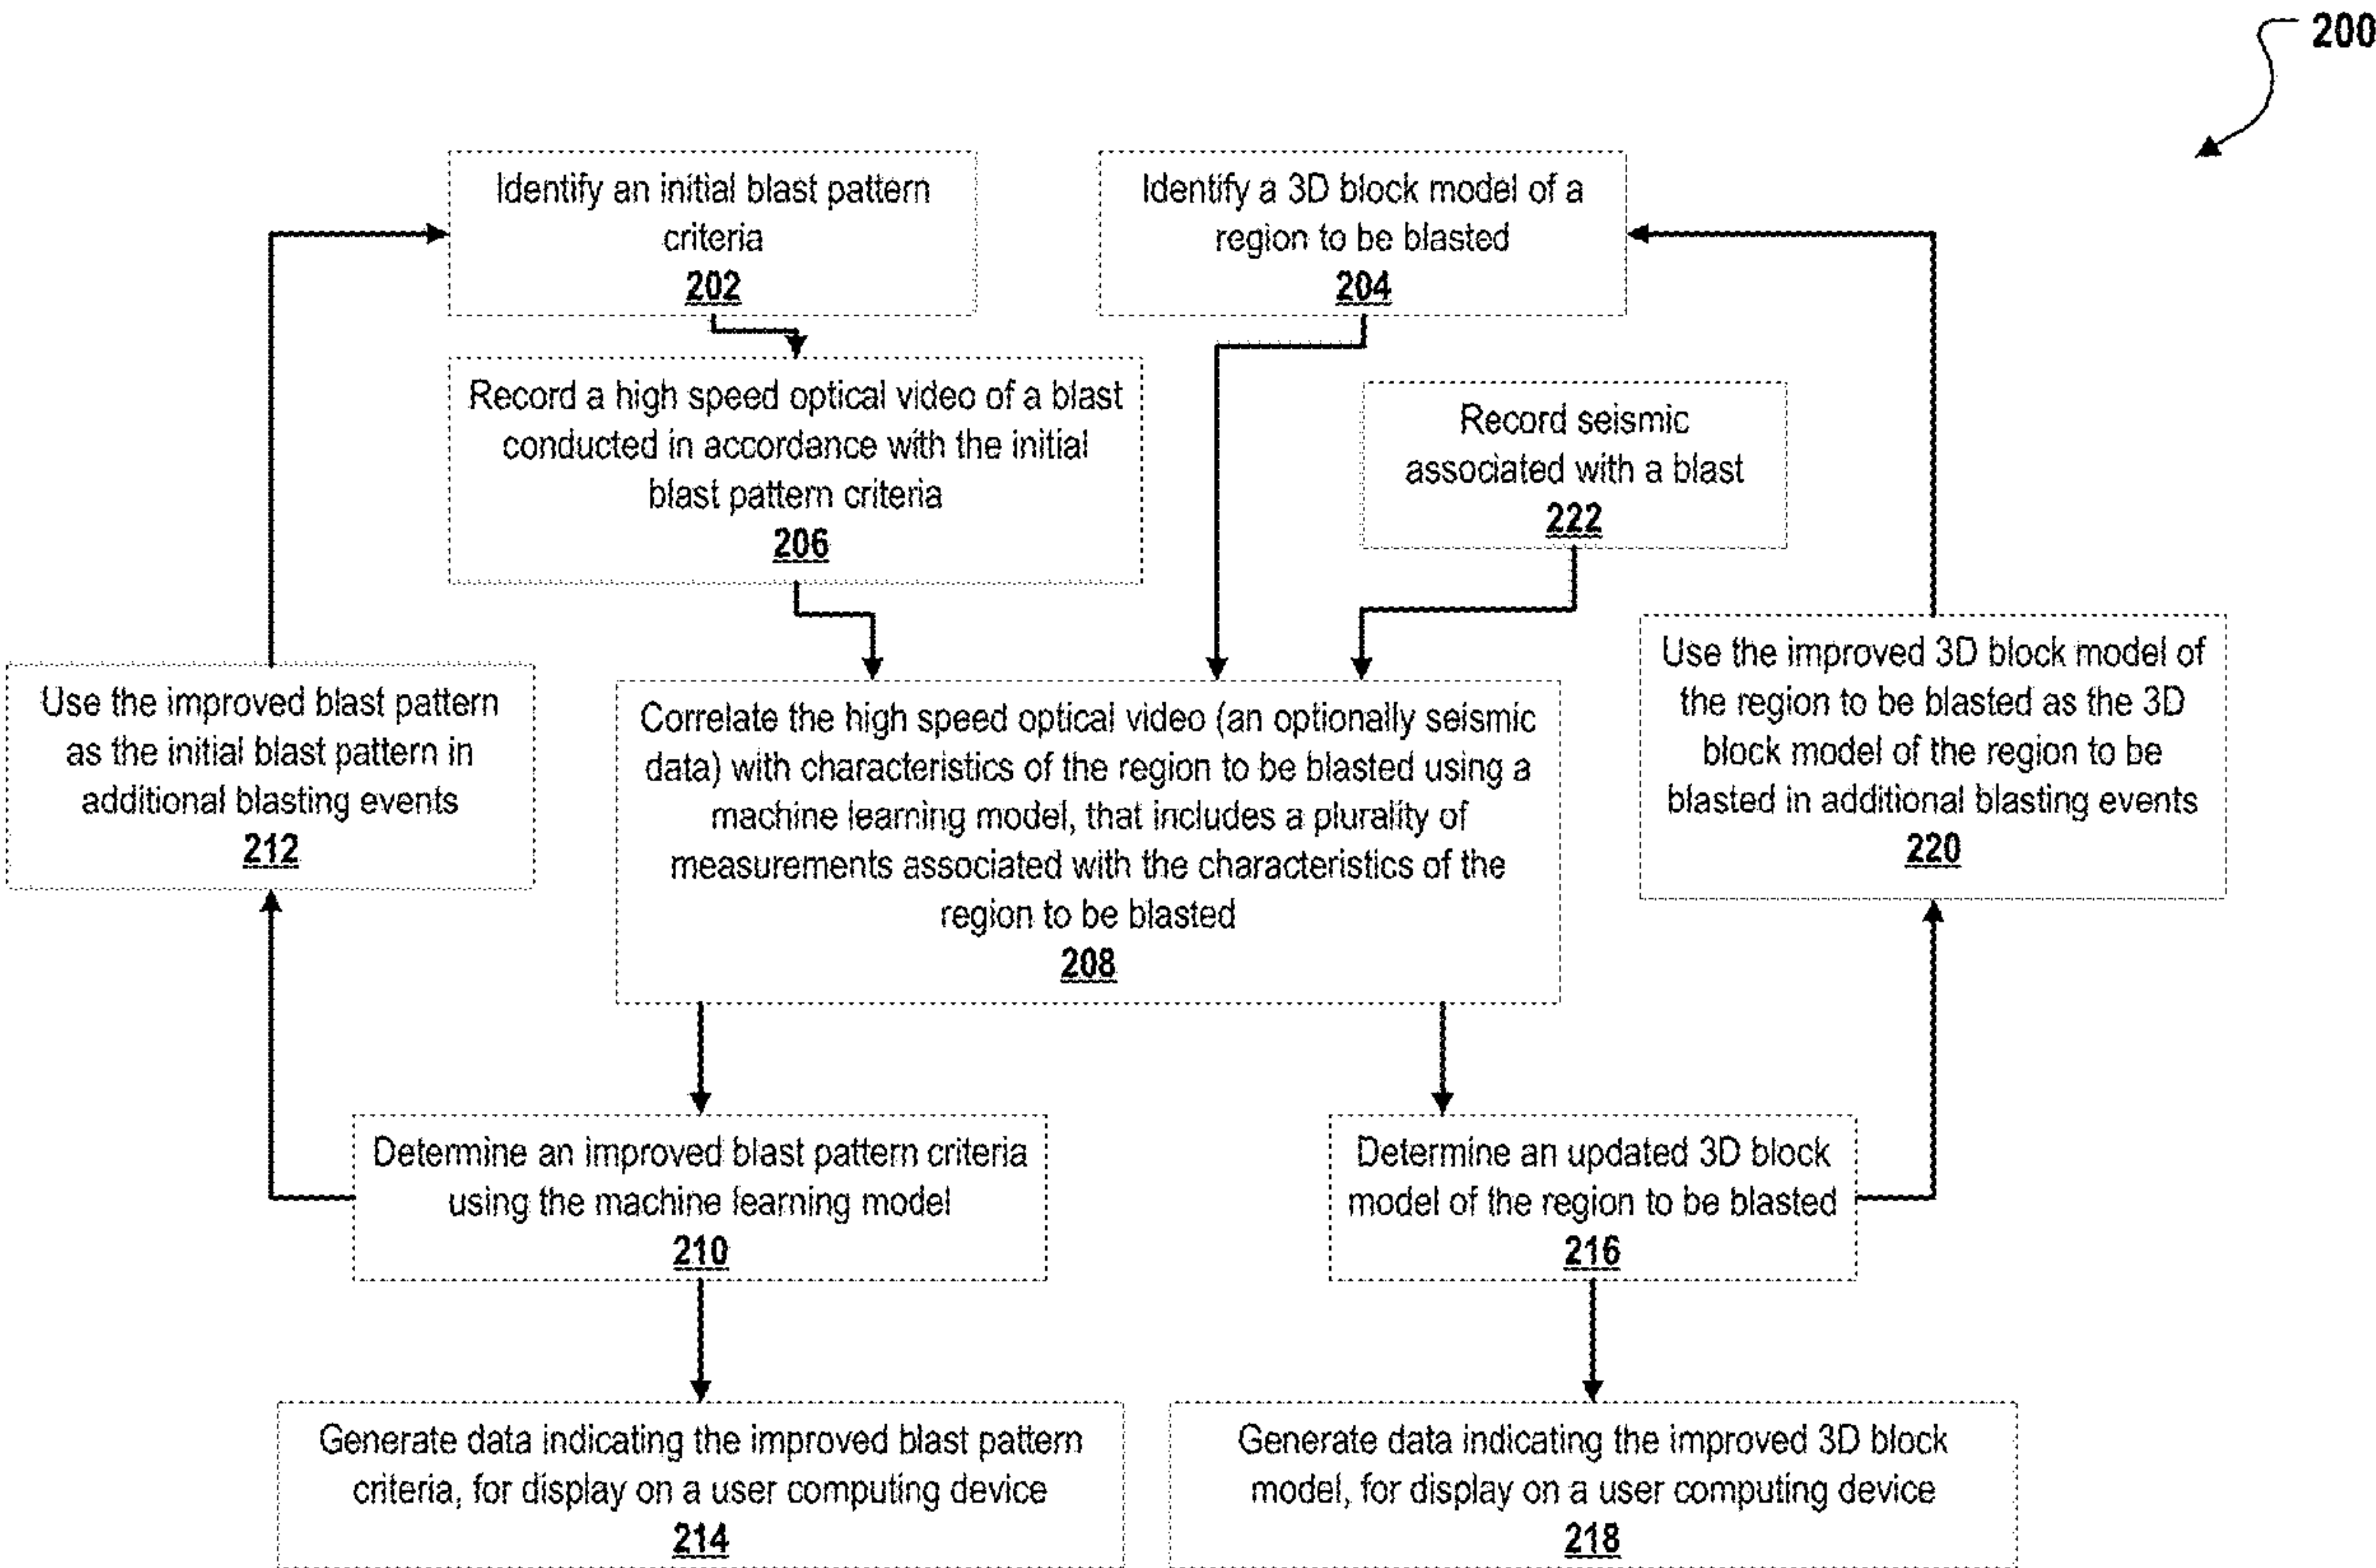 200
Identify an initial blast pattern
criteria
202
Identify a 3D block model of a
region to be blasted
204
Record a high speed optical video of a blast
conducted in accordance with the initial
blast pattern criteria
206
Record seismic
associated with a blast
222
Use the improved blast pattern
as the initial blast pattern in
additional blasting events
212
Correlate the high speed optical video (an optionally seismic
data) with characteristics of the region to be blasted using a
machine learning model, that includes a plurality of
measurements associated with the characteristics of the
region to be blasted
208
Use the improved 3D block model of
the region to be blasted as the 3D
block model of the region to be
blasted in additional blasting events
220
Determine an improved blast pattern criteria
using the machine learning model
210
Determine an updated 3D block
model of the region to be blasted
216
Generate data indicating the improved blast pattern
criteria, for display on a user computing device
214
Generate data indicating the improved 3D block
model, for display on a user computing device
218